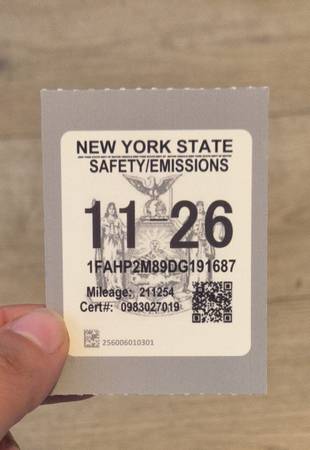 NEW YORK STATE
SAFETY/EMISSIONS
11 26
1FAHP2M89DG191687
Mileage: 211254
Cert#: 0983027019
256006010301